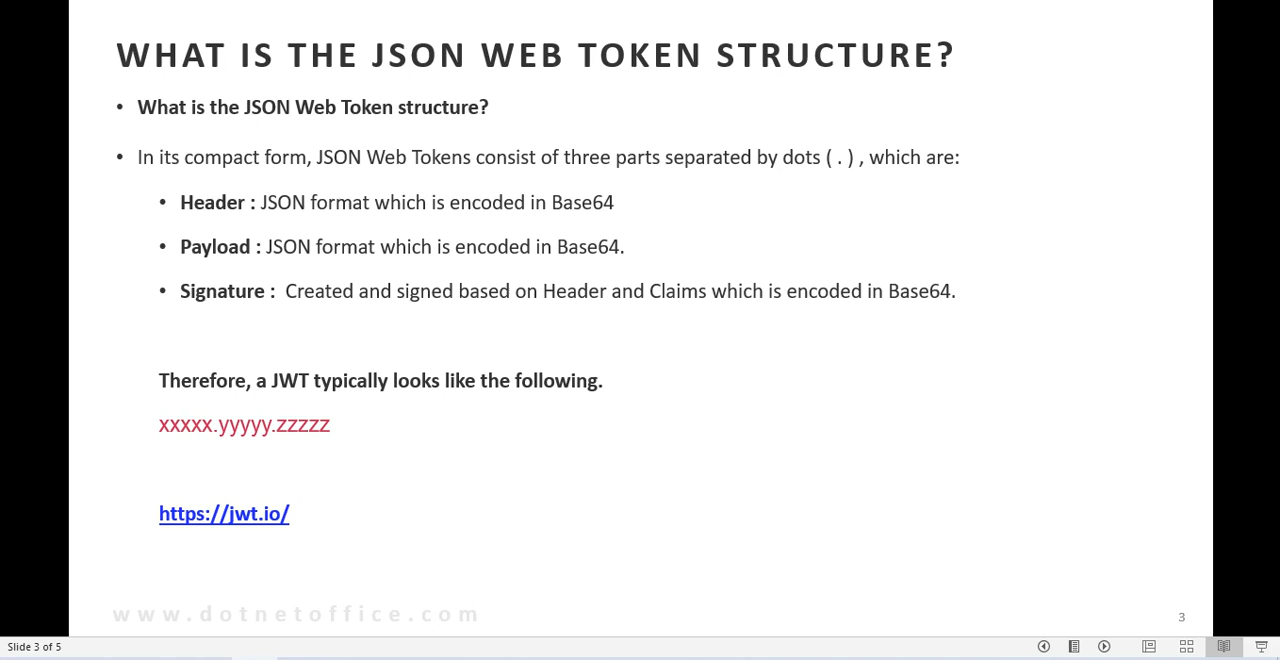 WHAT IS THE JSON WEB TOKEN STRUCTURE?
• What is the JSON Web Token structure?
• In its compact form, JSON Web Tokens consist of three parts separated by dots ( . ) , which are:
• Header : JSON format which is encoded in Base64
• Payload : JSON format which is encoded in Base64.
• Signature :  Created and signed based on Header and Claims which is encoded in Base64.
Therefore, a JWT typically looks like the following.
xxxxx.yyyyy.zzzzz
https://jwt.io/
www.dotnetoffice.com
3
Slide 3 of 5